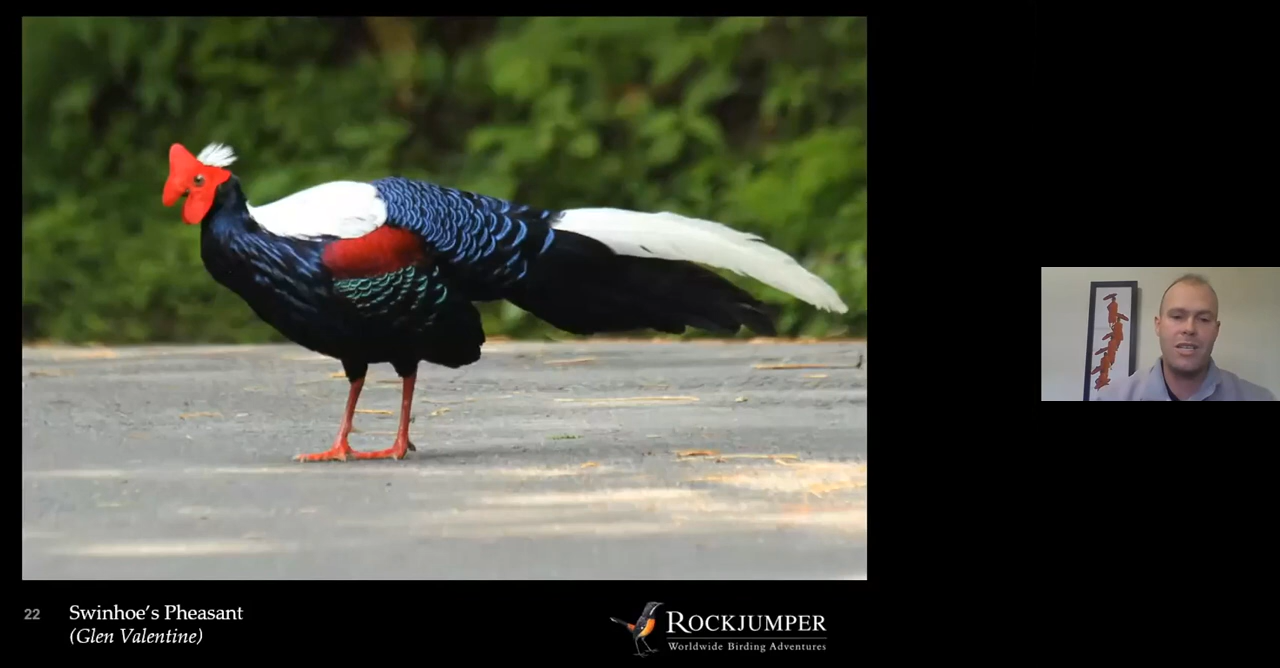 22
Swinhoe's Pheasant
(Glen Valentine)
ROCKJUMPER
Worldwide Birding Adventures